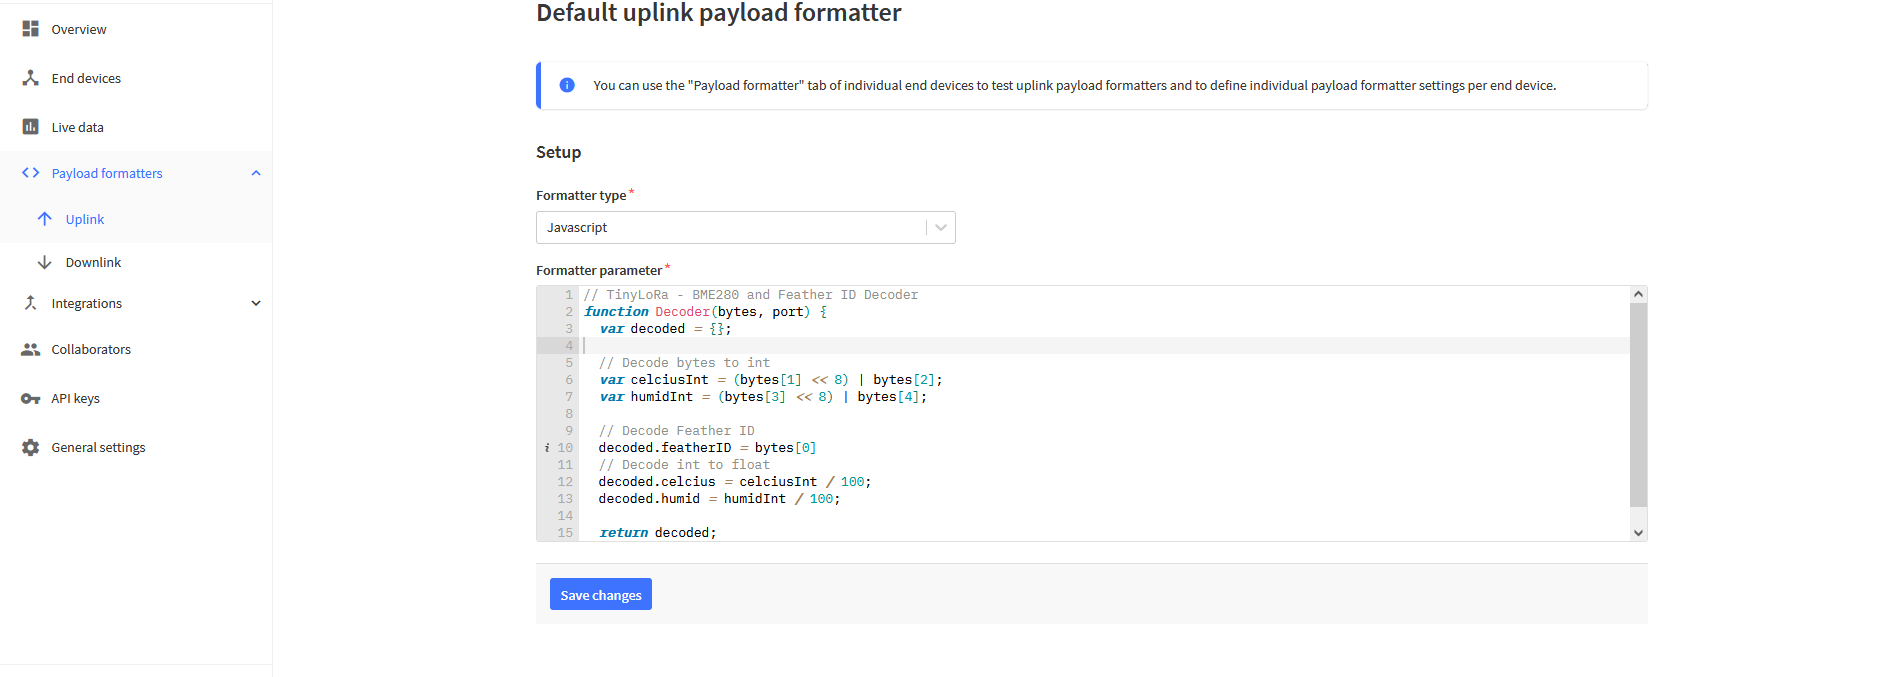 Overview
End devices
Live data
Payload formatters
Uplink
Downlink
Integrations
Collaborators
API keys
General settings
Default uplink payload formatter
You can use the "Payload formatter" tab of individual end devices to test uplink payload formatters and to define individual payload formatter settings per end device.
Setup
Formatter type*
Javascript
Formatter parameter*
1 // TinyLoRa - BME280 and Feather ID Decoder
2 function Decoder(bytes, port) {
3   var decoded = {};
4
5   // Decode bytes to int
6   var celciusInt = (bytes[1] << 8) | bytes[2];
7   var humidInt = (bytes[3] << 8) | bytes[4];
8
9   // Decode Feather ID
i 10   decoded.featherID = bytes[0]
11   // Decode int to float
12   decoded.celcius = celciusInt / 100;
13   decoded.humid = humidInt / 100;
14
15   return decoded;
Save changes